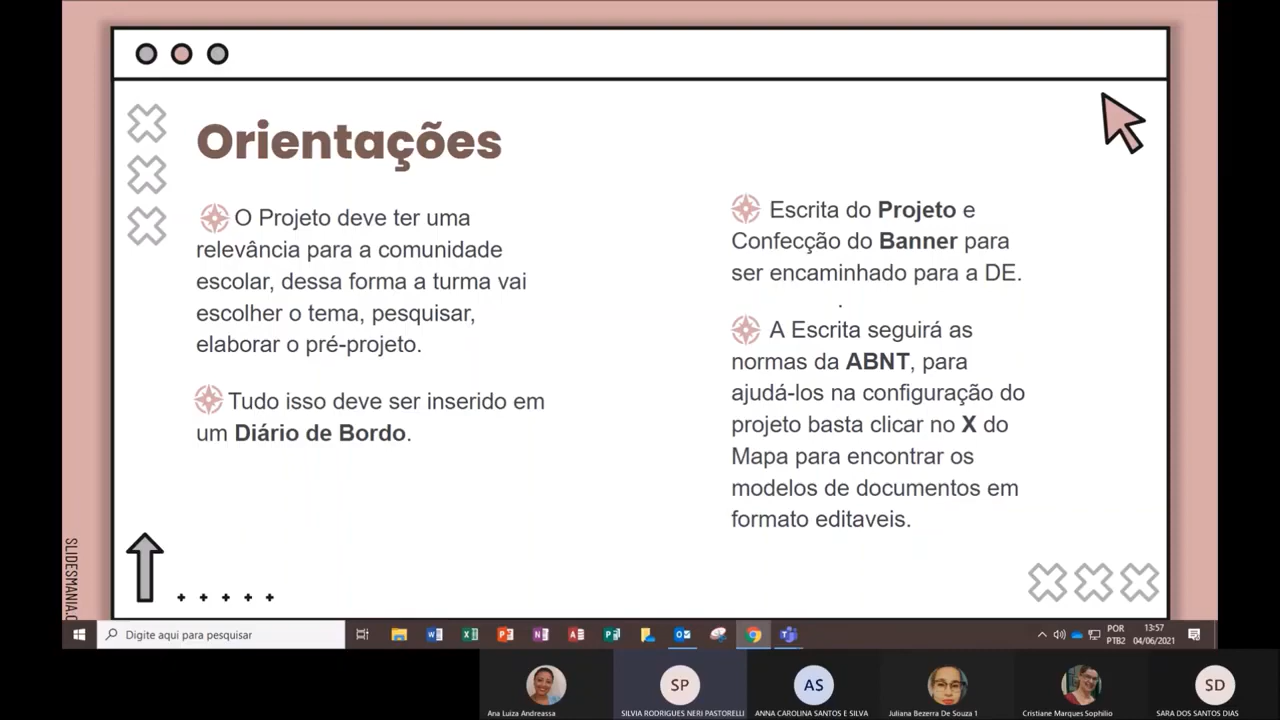 Orientações
O Projeto deve ter uma
relevância para a comunidade
escolar, dessa forma a turma vai
escolher o tema, pesquisar,
elaborar o pré-projeto.
Tudo isso deve ser inserido em
um Diário de Bordo.
Escrita do Projeto e
Confecção do Banner para
ser encaminhado para a DE.
.
A Escrita seguirá as
normas da ABNT, para
ajudá-los na configuração do
projeto basta clicar no X do
Mapa para encontrar os
modelos de documentos em
formato editaveis.
SLIDESMANIA.C
Digite aqui para pesquisar
POR
PTB2
13:57
04/06/2021
SP
AS
SD
Ana Luiza Andreassa
SILVIA RODRIGUES NERI PASTORELLI
ANNA CAROLINA SANTOS E SILVA
Juliana Bezerra De Souza 1
Cristiane Marques Sophilio
SARA DOS SANTOS DIAS